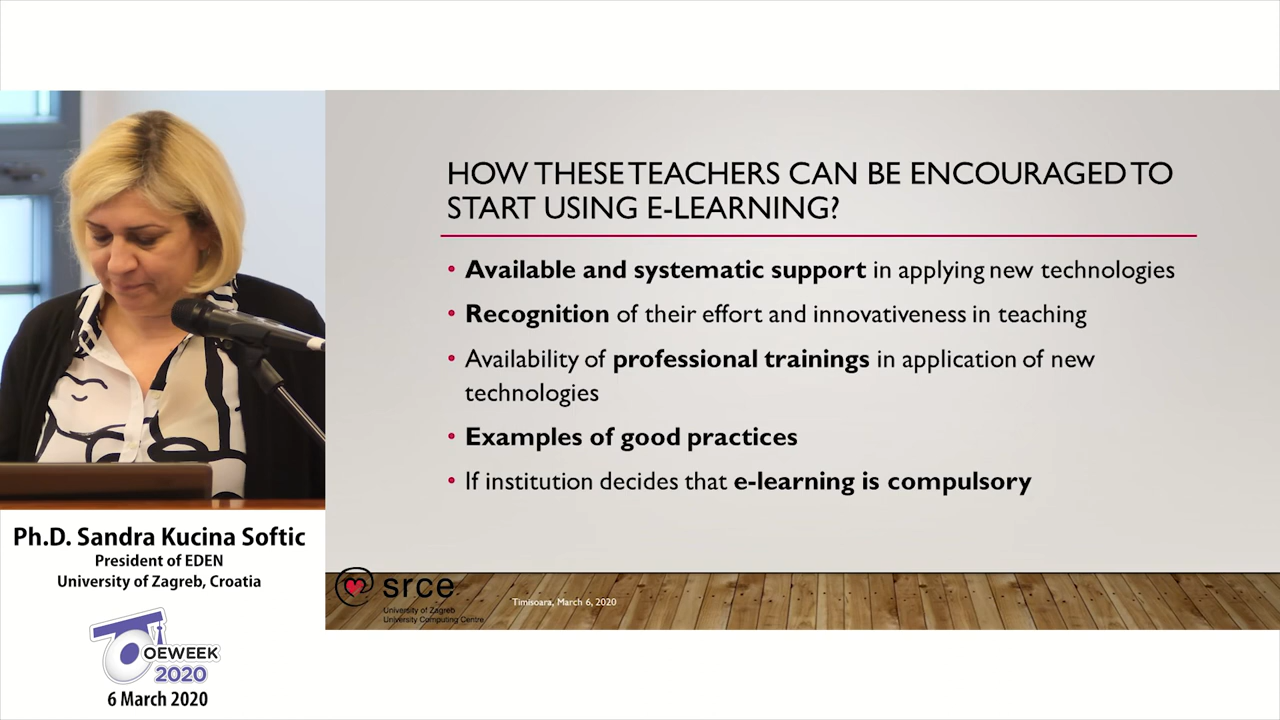 HOW THESE TEACHERS CAN BE ENCOURAGED TO
START USING E-LEARNING?
• Available and systematic support in applying new technologies
• Recognition of their effort and innovativeness in teaching
• Availability of professional trainings in application of new
technologies
• Examples of good practices
• If institution decides that e-learning is compulsory
srce
University of Zagreb
University Computing Centre
Timisoara, March 6, 2020
Ph.D. Sandra Kucina Softic
President of EDEN
University of Zagreb, Croatia
OEWEEK
2020
6 March 2020